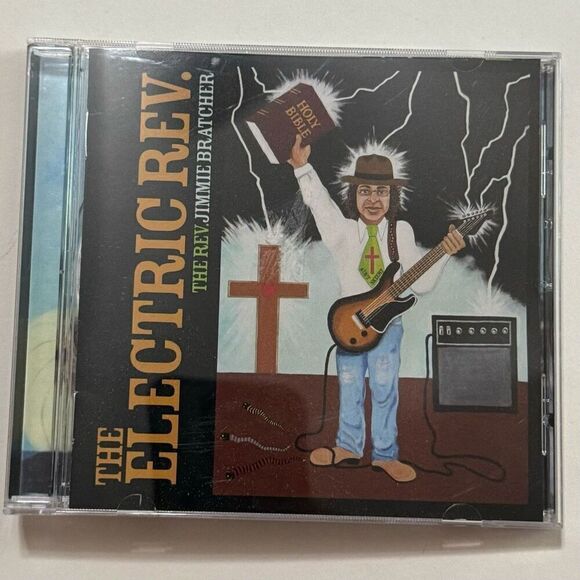 THE
ELECTRIC REV.
THE REV. JIMMIE BRATCHER
HOLY
BIBLE